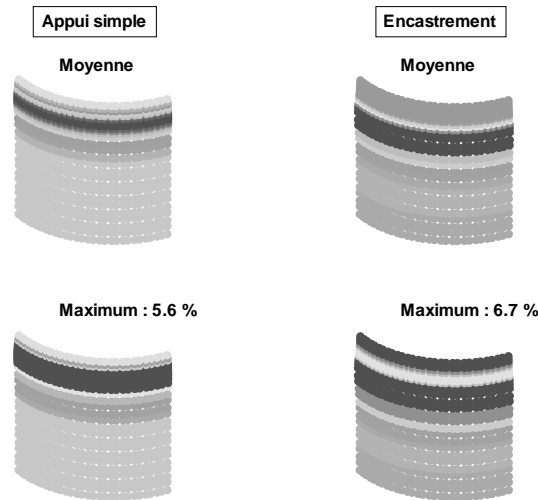 Appui simple
Encastrement
Moyenne
Moyenne
Maximum : 5.6 %
Maximum : 6.7 %